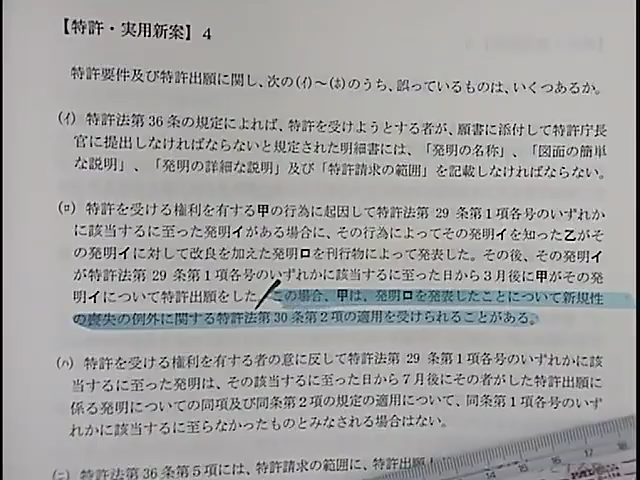 【特許・実用新案】4
特許要件及び特許出願に関し、次の(イ)～(ホ)のうち、誤っているものは、いくつあるか。
(イ) 特許法第36条の規定によれば、特許を受けようとする者が、願書に添付して特許庁長
官に提出しなければならないと規定された明細書には、「発明の名称」、「図面の簡単
な説明」、「発明の詳細な説明」及び「特許請求の範囲」を記載しなければならない。
(ロ) 特許を受ける権利を有する甲の行為に起因して特許法第29条第1項各号のいずれか
に該当するに至った発明イがある場合に、その行為によってその発明イを知った乙がそ
の発明イに対して改良を加えた発明ロを刊行物によって発表した。その後、その発明イ
が特許法第29条第1項各号のいずれかに該当するに至った日から3月後に甲がその発
明イについて特許出願をした。この場合、甲は、発明ロを発表したことについて新規性
の喪失の例外に関する特許法第30条第2項の適用を受けられることがある。
(ハ) 特許を受ける権利を有する者の意に反して特許法第29条第1項各号のいずれかに該
当するに至った発明は、その該当するに至った日から7月後にその者がした特許出願に
係る発明についての同項及び同条第2項の規定の適用について、同条第1項各号のいず
れかに該当するに至らなかったものとみなされる場合はない。
(ニ) 特許法第36条第5項には、特許請求の範囲に、特許出願
14 15 16 17 18